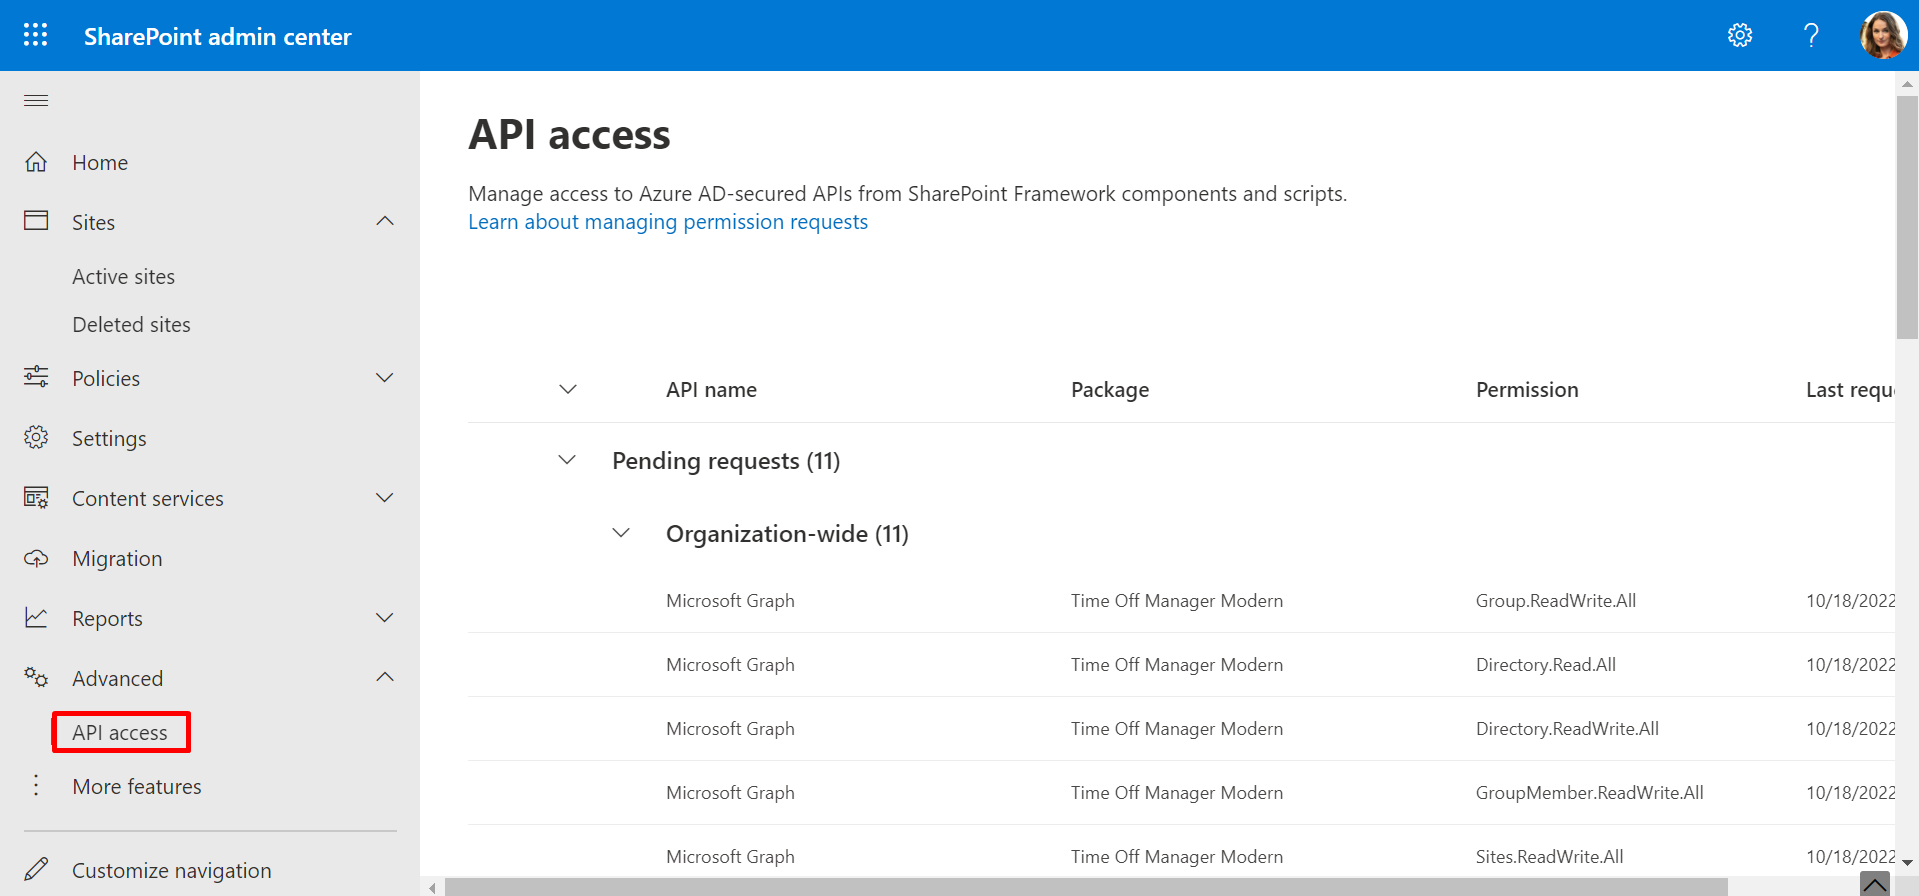 SharePoint admin center
?
Home
Sites
Active sites
Deleted sites
Policies
Settings
Content services
Migration
Reports
Advanced
API access
More features
Customize navigation
API access
Manage access to Azure AD-secured APIs from SharePoint Framework components and scripts.
Learn about managing permission requests
API name Package Permission Last requ
Pending requests (11)
Organization-wide (11)
Microsoft Graph Time Off Manager Modern Group.ReadWrite.All 10/18/2022
Microsoft Graph Time Off Manager Modern Directory.Read.All 10/18/2022
Microsoft Graph Time Off Manager Modern Directory.ReadWrite.All 10/18/2022
Microsoft Graph Time Off Manager Modern GroupMember.ReadWrite.All 10/18/2022
Microsoft Graph Time Off Manager Modern Sites.ReadWrite.All 10/18/2022